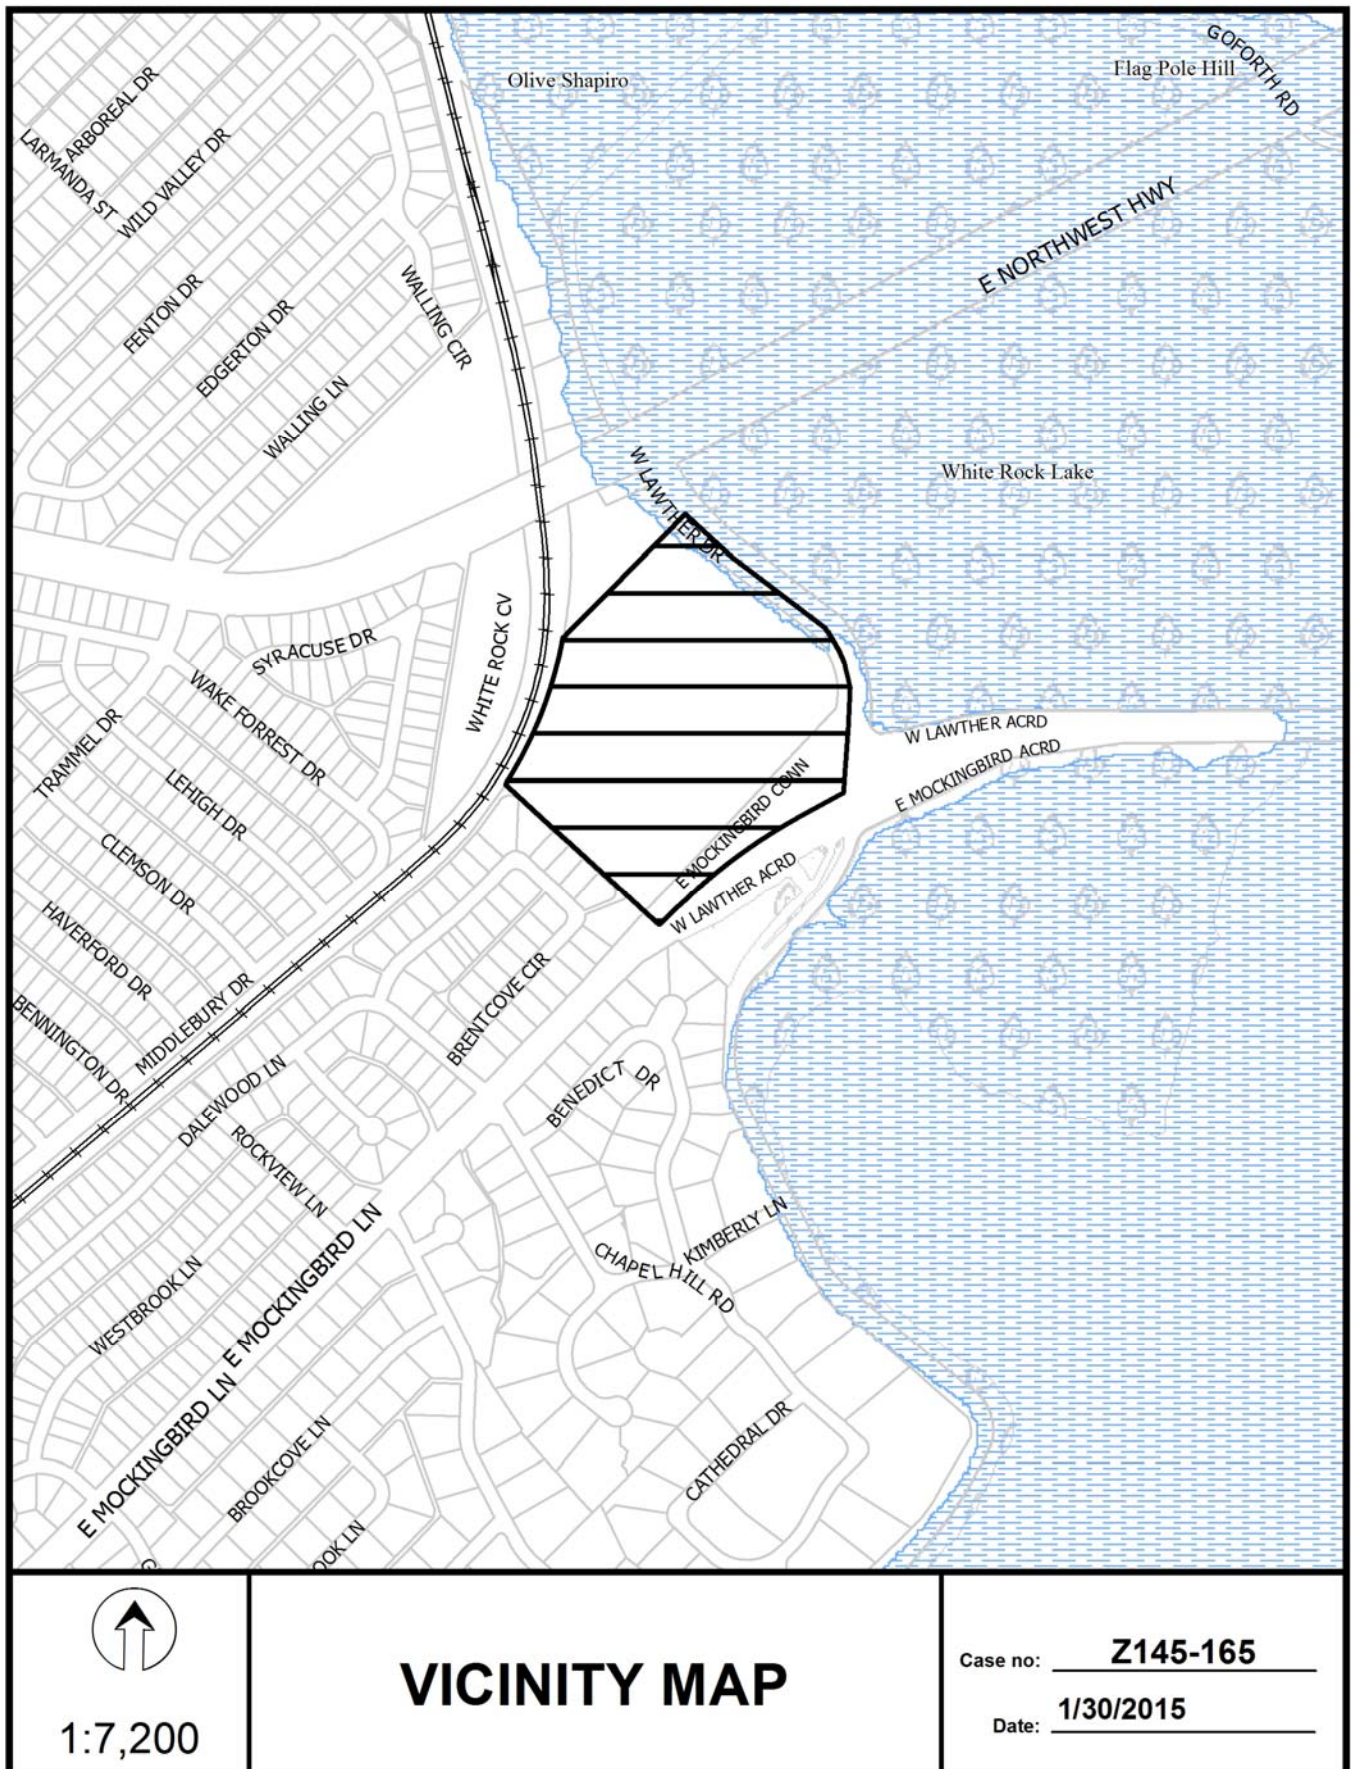 GOFORTH RD
Flag Pole Hill
Olive Shapiro
ARBOREAL DR
LARMANDA ST
WILD VALLEY DR
E NORTHWEST HWY
FENTON DR
WALLING CIR
EDGERTON DR
WALLING LN
W LAWTHER DR
White Rock Lake
WHITE ROCK CV
SYRACUSE DR
WAKE FORREST DR
TRAMMEL DR
W LAWTHER ACRD
E MOCKINGBIRD ACRD
LEHIGH DR
E MOCKINGBIRD CONN
CLEMSON DR
W LAWTHER ACRD
HAVERFORD DR
BRENTCOVE CIR
MIDDLEBURY DR
BENNINGTON DR
DALEWOOD LN
BENEDICT DR
ROCKVIEW LN
KIMBERLY LN
CHAPEL HILL RD
E MOCKINGBIRD LN
WESTBROOK LN
E MOCKINGBIRD LN
BROOKCOVE LN
CATHEDRAL DR
OOK LN
1:7,200
VICINITY MAP
Case no: Z145-165
Date: 1/30/2015